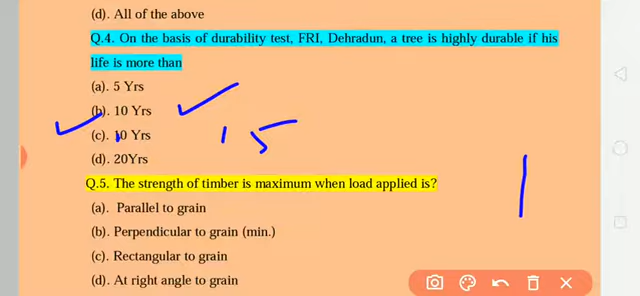 (d). All of the above
Q.4. On the basis of durability test, FRI, Dehradun, a tree is highly durable if his
life is more than
(a). 5 Yrs
(b). 10 Yrs
(c). 10 Yrs
15
(d). 20Yrs
Q.5. The strength of timber is maximum when load applied is?
(a). Parallel to grain
(b). Perpendicular to grain (min.)
(c). Rectangular to grain
(d). At right angle to grain